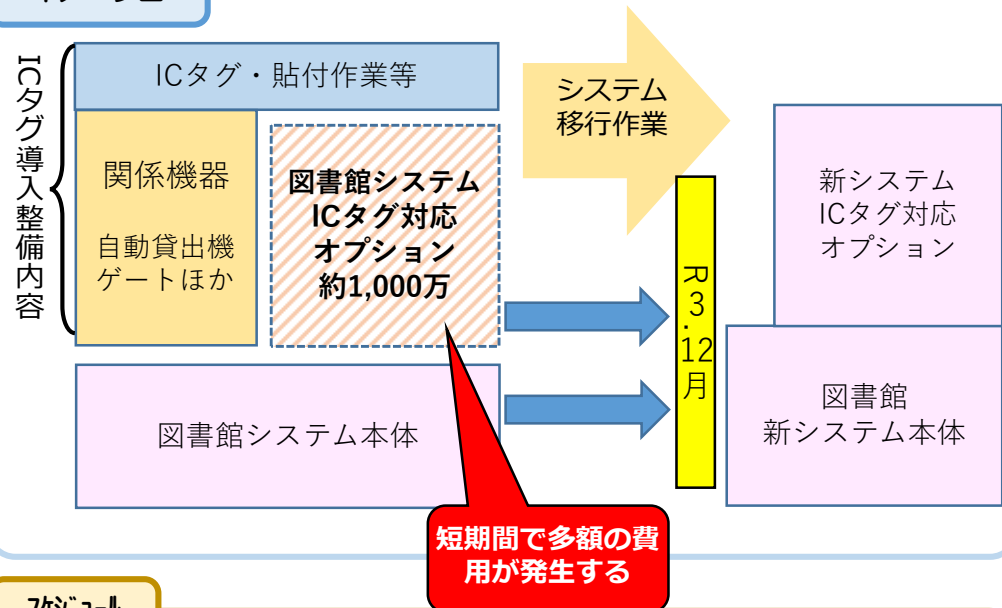 ICタグ導入整備内容
ICタグ・貼付作業等
関係機器
自動貸出機
ゲートほか
図書館システム
ICタグ対応
オプション
約1,000万
図書館システム本体
システム
移行作業
R3.12月
新システム
ICタグ対応
オプション
図書館
新システム本体
短期間で多額の費
用が発生する
ｽｹｼﾞｭｰﾙ